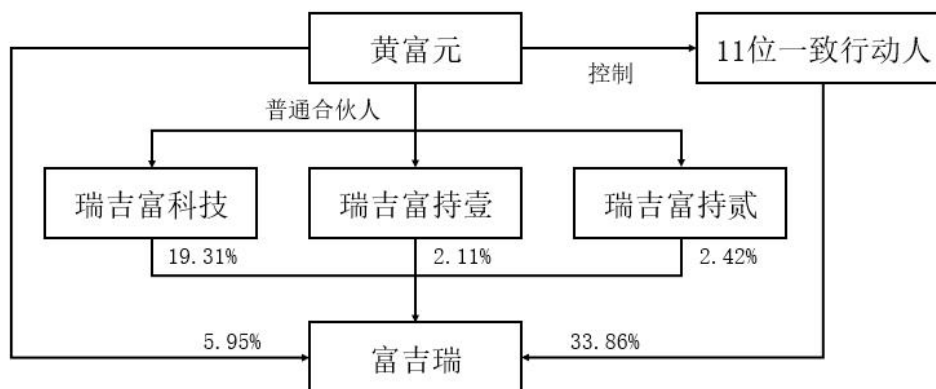 黄富元
11位一致行动人
控制
普通合伙人
瑞吉富科技
瑞吉富持壹
瑞吉富持贰
19.31%
2.11%
2.42%
5.95%
33.86%
富吉瑞